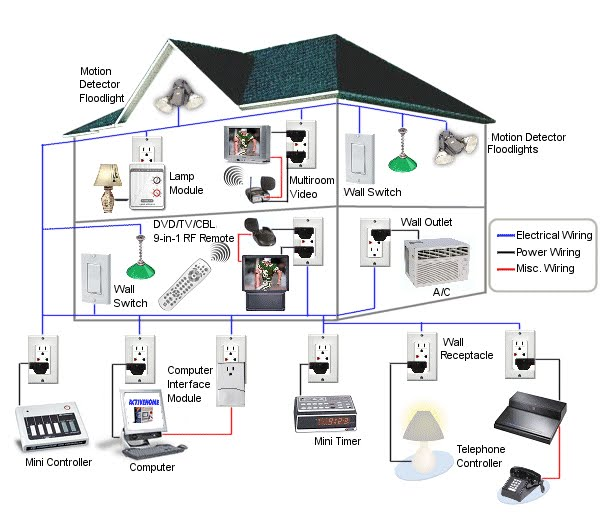 Motion
Detector
Floodlight
Motion Detector
Floodlights
Lamp
Module
Multiroom
Video
Wall Switch
DVD/TV/CBL
9-in-1 RF Remote
Wall Outlet
Electrical Wiring
Power Wiring
Misc. Wiring
Wall
Switch
A/C
Computer
Interface
Module
Wall
Receptacle
ACTIVEHOME
Mini Controller
Computer
Mini Timer
Telephone
Controller